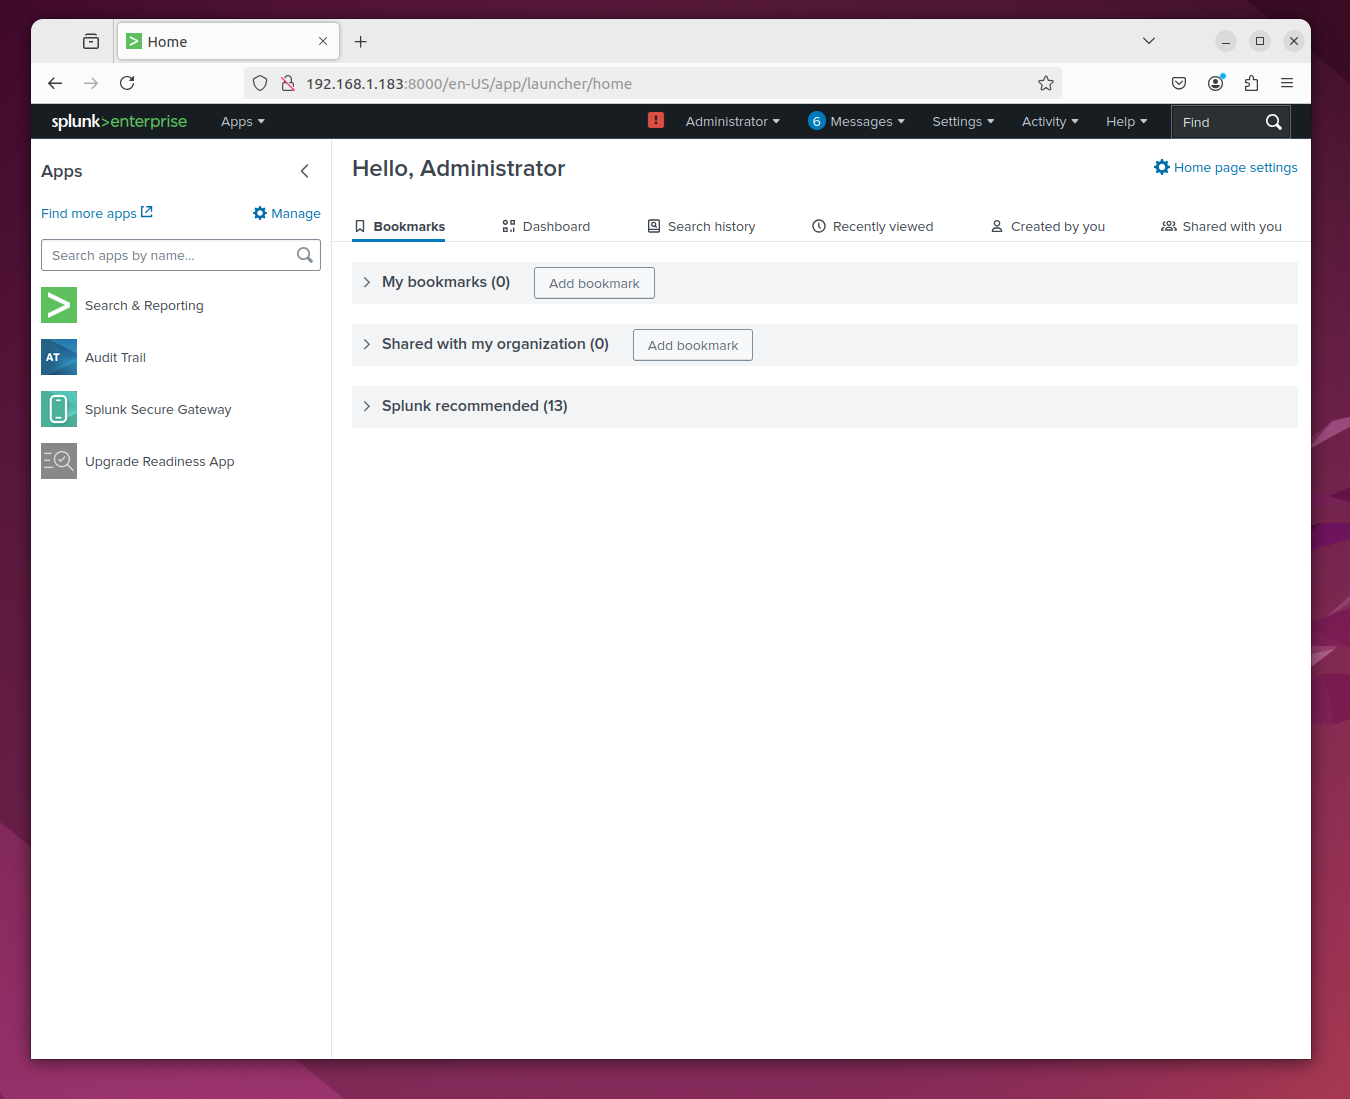 Home
192.168.1.183:8000/en-US/app/launcher/home
splunk>enterprise Apps Administrator 6 Messages Settings Activity Help Find
Apps
Find more apps Manage
Search apps by name...
Search & Reporting
AT Audit Trail
Splunk Secure Gateway
Upgrade Readiness App
Hello, Administrator
Home page settings
Bookmarks Dashboard Search history Recently viewed Created by you Shared with you
My bookmarks (0) Add bookmark
Shared with my organization (0) Add bookmark
Splunk recommended (13)